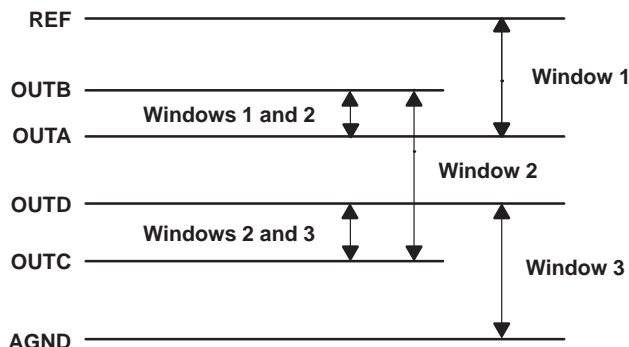 REF
Window 1
OUTB
Windows 1 and 2
OUTA
Window 2
OUTD
Windows 2 and 3
OUTC
Window 3
AGND